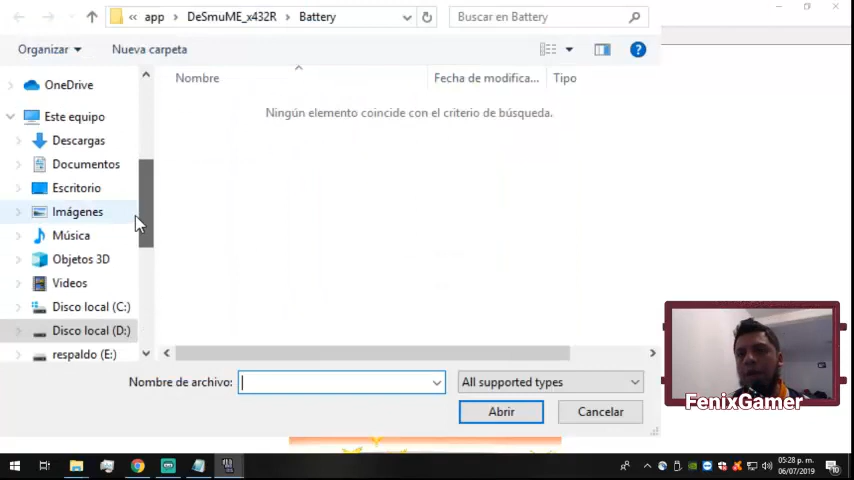 app
DeSmuME_x432R
Battery
Buscar en Battery
Organizar
Nueva carpeta
Nombre
Fecha de modifica...
Tipo
Ningún elemento coincide con el criterio de búsqueda.
OneDrive
Este equipo
Descargas
Documentos
Escritorio
Imágenes
Música
Objetos 3D
Videos
Disco local (C:)
Disco local (D:)
respaldo (E:)
Nombre de archivo:
All supported types
Abrir
Cancelar
FenixGamer
05:28 p. m.
06/07/2019